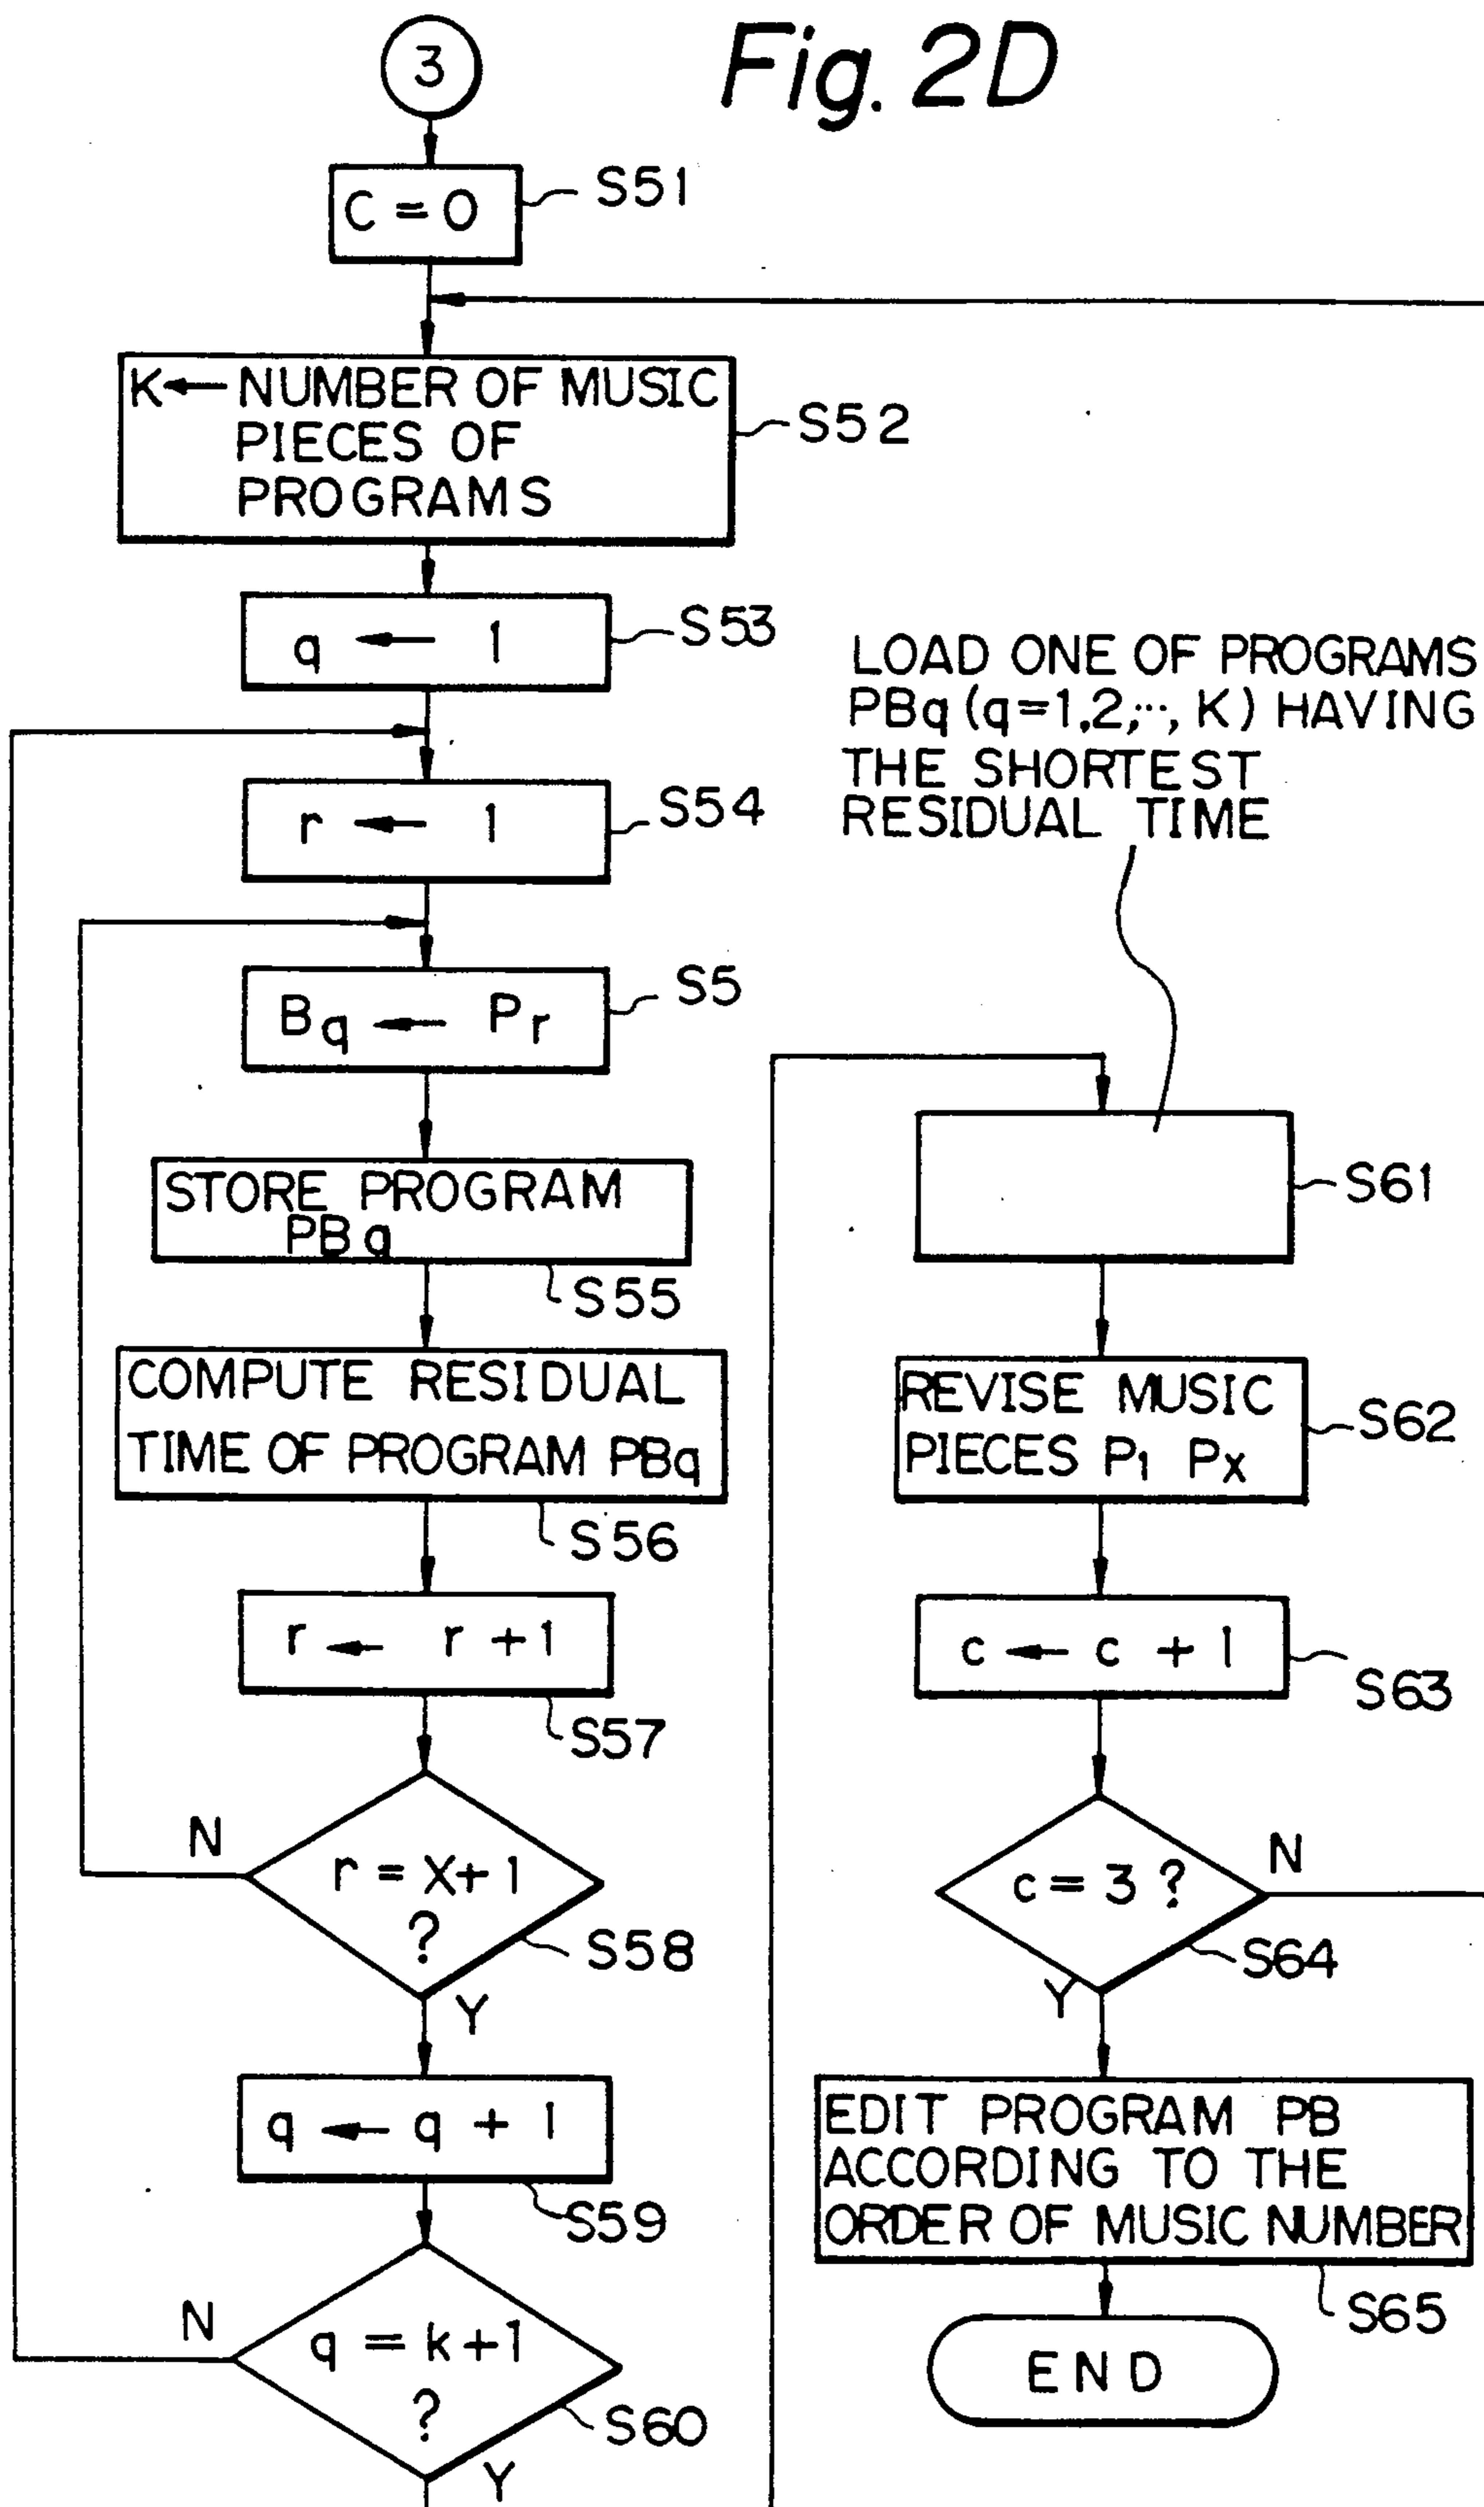 Fig. 2D
3
C = 0
S51
K ← NUMBER OF MUSIC
PIECES OF
PROGRAMS
S52
q ← 1
S53
r ← 1
S54
Bq ← Pr
S5
STORE PROGRAM
PBq
S55
COMPUTE RESIDUAL
TIME OF PROGRAM PBq
S56
r ← r + 1
S57
r = X + 1
?
N
S58
Y
q ← q + 1
S59
q = k + 1
?
N
S60
Y
LOAD ONE OF PROGRAMS
PBq (q = 1, 2, ..., K) HAVING
THE SHORTEST
RESIDUAL TIME
S61
REVISE MUSIC
PIECES P1 PX
S62
c ← c + 1
S63
c = 3 ?
N
S64
Y
EDIT PROGRAM PB
ACCORDING TO THE
ORDER OF MUSIC NUMBER
S65
END